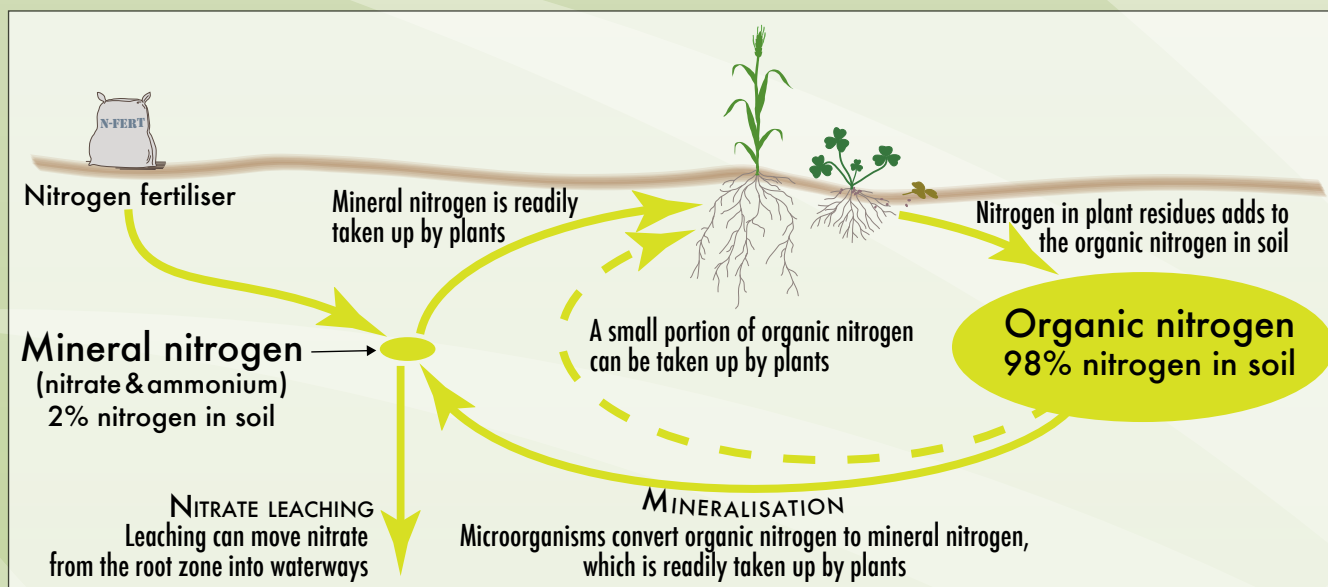 N-FERT
Nitrogen fertiliser
Mineral nitrogen is readily
taken up by plants
Nitrogen in plant residues adds to
the organic nitrogen in soil
Mineral nitrogen
(nitrate & ammonium)
2% nitrogen in soil
A small portion of organic nitrogen
can be taken up by plants
Organic nitrogen
98% nitrogen in soil
NITRATE LEACHING
Leaching can move nitrate
from the root zone into waterways
MINERALISATION
Microorganisms convert organic nitrogen to mineral nitrogen,
which is readily taken up by plants